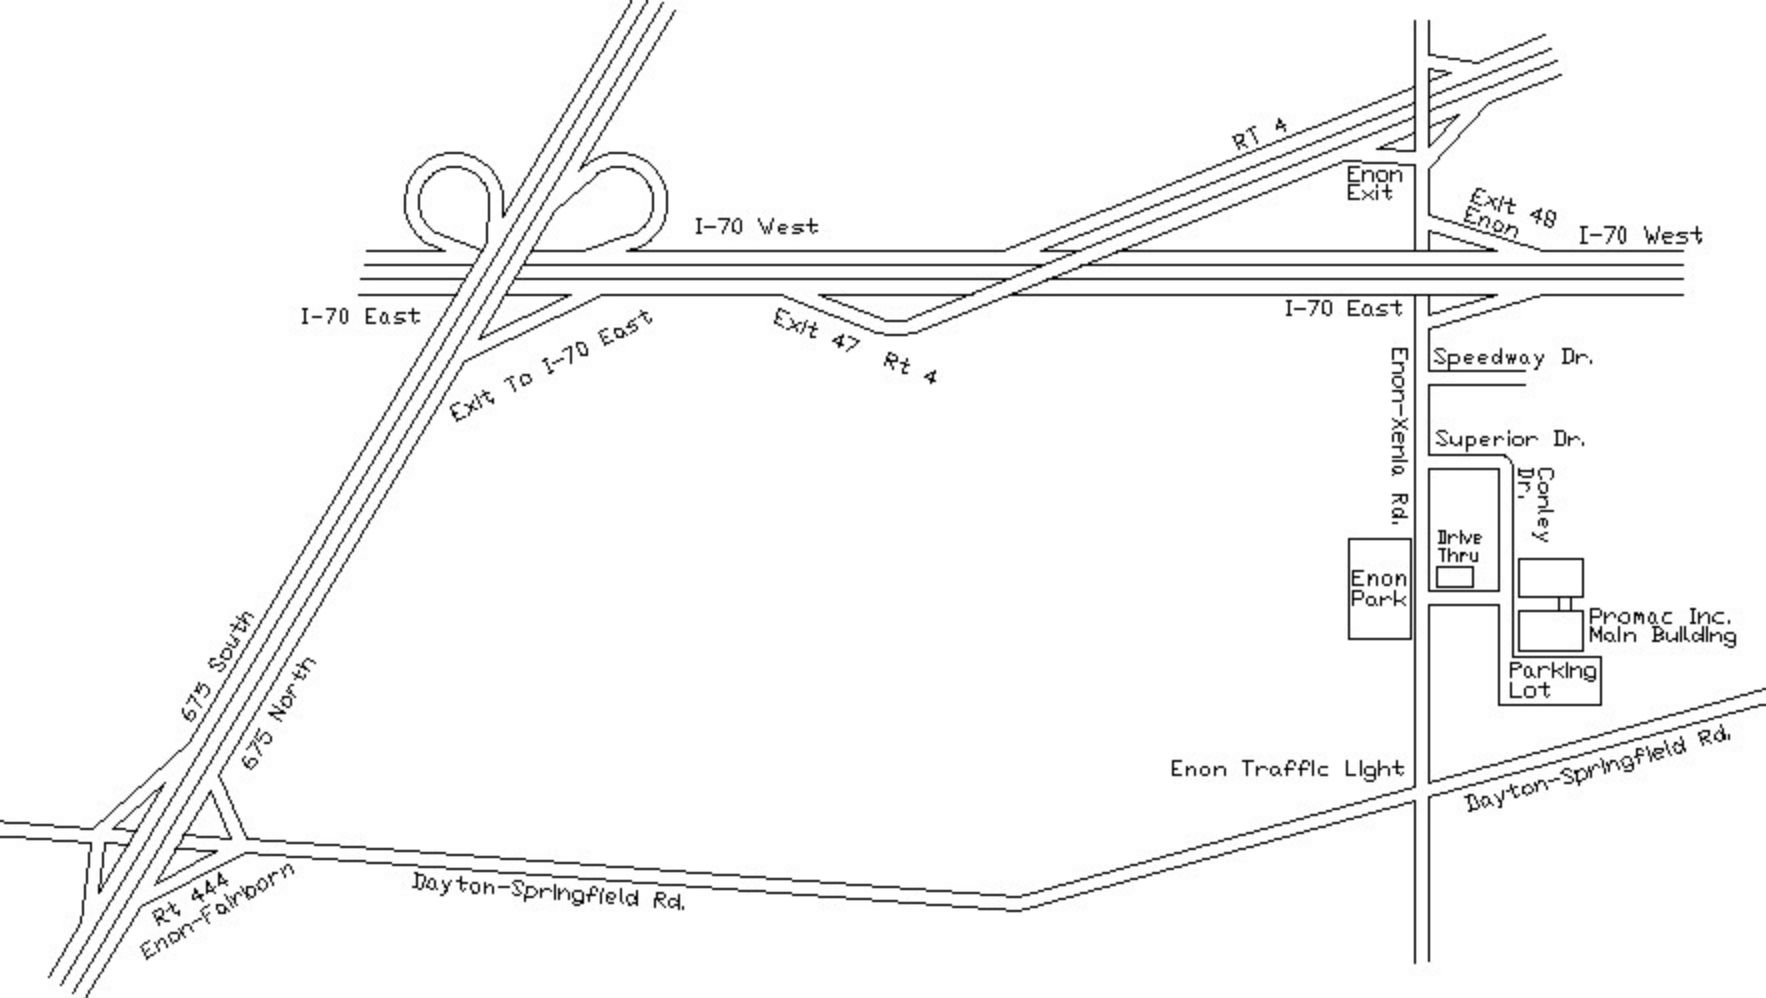 RT 4
Enon
Exit
Exit 48
Enon
I-70 West
I-70 West
I-70 East
I-70 East
Exit To I-70 East
Exit 47 Rt 4
Enon-Xenia Rd.
Speedway Dr.
Superior Dr.
Conley
Dr.
Drive
Thru
Enon
Park
Promac Inc.
Main Building
Parking
Lot
675 South
675 North
Enon Traffic Light
Dayton-Springfield Rd.
Dayton-Springfield Rd.
Rt 444
Enon-Fairborn